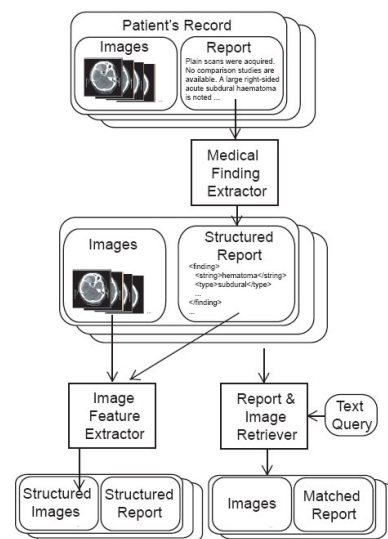 Patient's Record
Images
Report
Plain scans were acquired.
No comparison studies are
available. A large right-sided
acute subdural haematoma
is noted ...
...
Medical
Finding
Extractor
Images
...
Structured
Report
<finding>
<string>hematoma</string>
<type>subdural</type>
...
</finding>
...
Image
Feature
Extractor
Report &
Image
Retriever
Text
Query
Structured
Images
Structured
Report
Images
Matched
Report